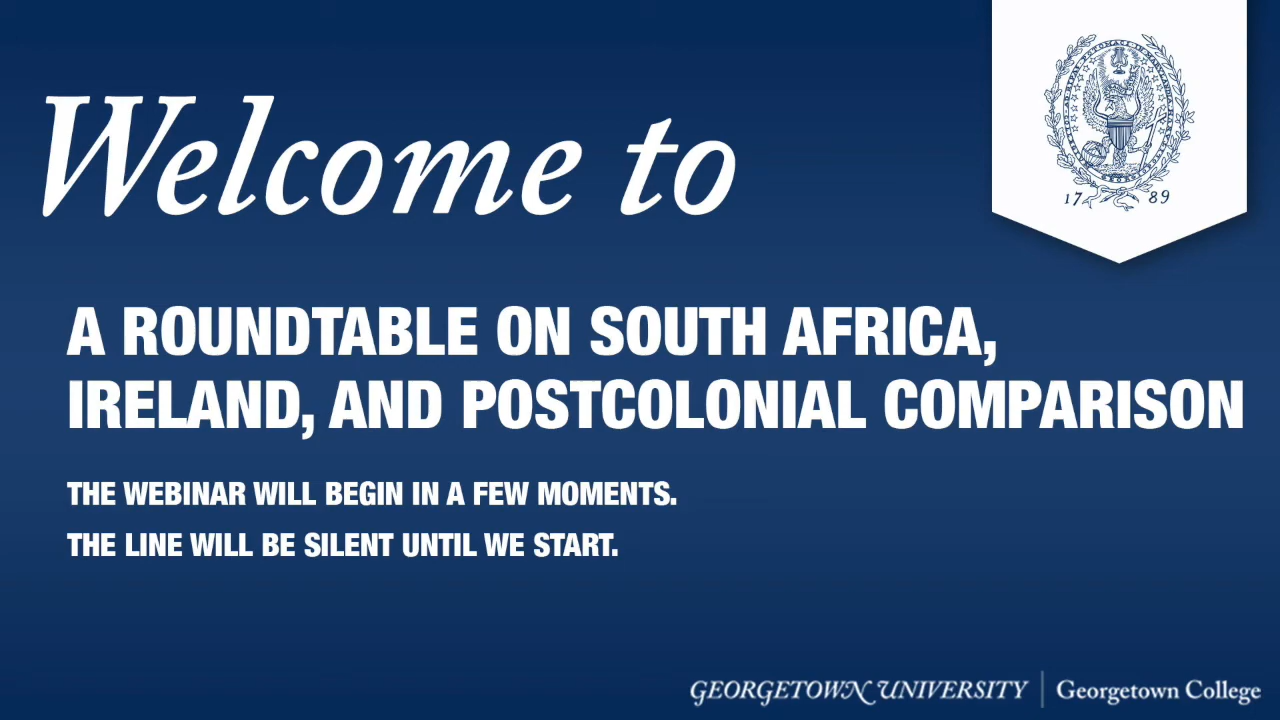 Welcome to
A ROUNDTABLE ON SOUTH AFRICA,
IRELAND, AND POSTCOLONIAL COMPARISON
THE WEBINAR WILL BEGIN IN A FEW MOMENTS.
THE LINE WILL BE SILENT UNTIL WE START.
17 89
GEORGETOWN UNIVERSITY | Georgetown College